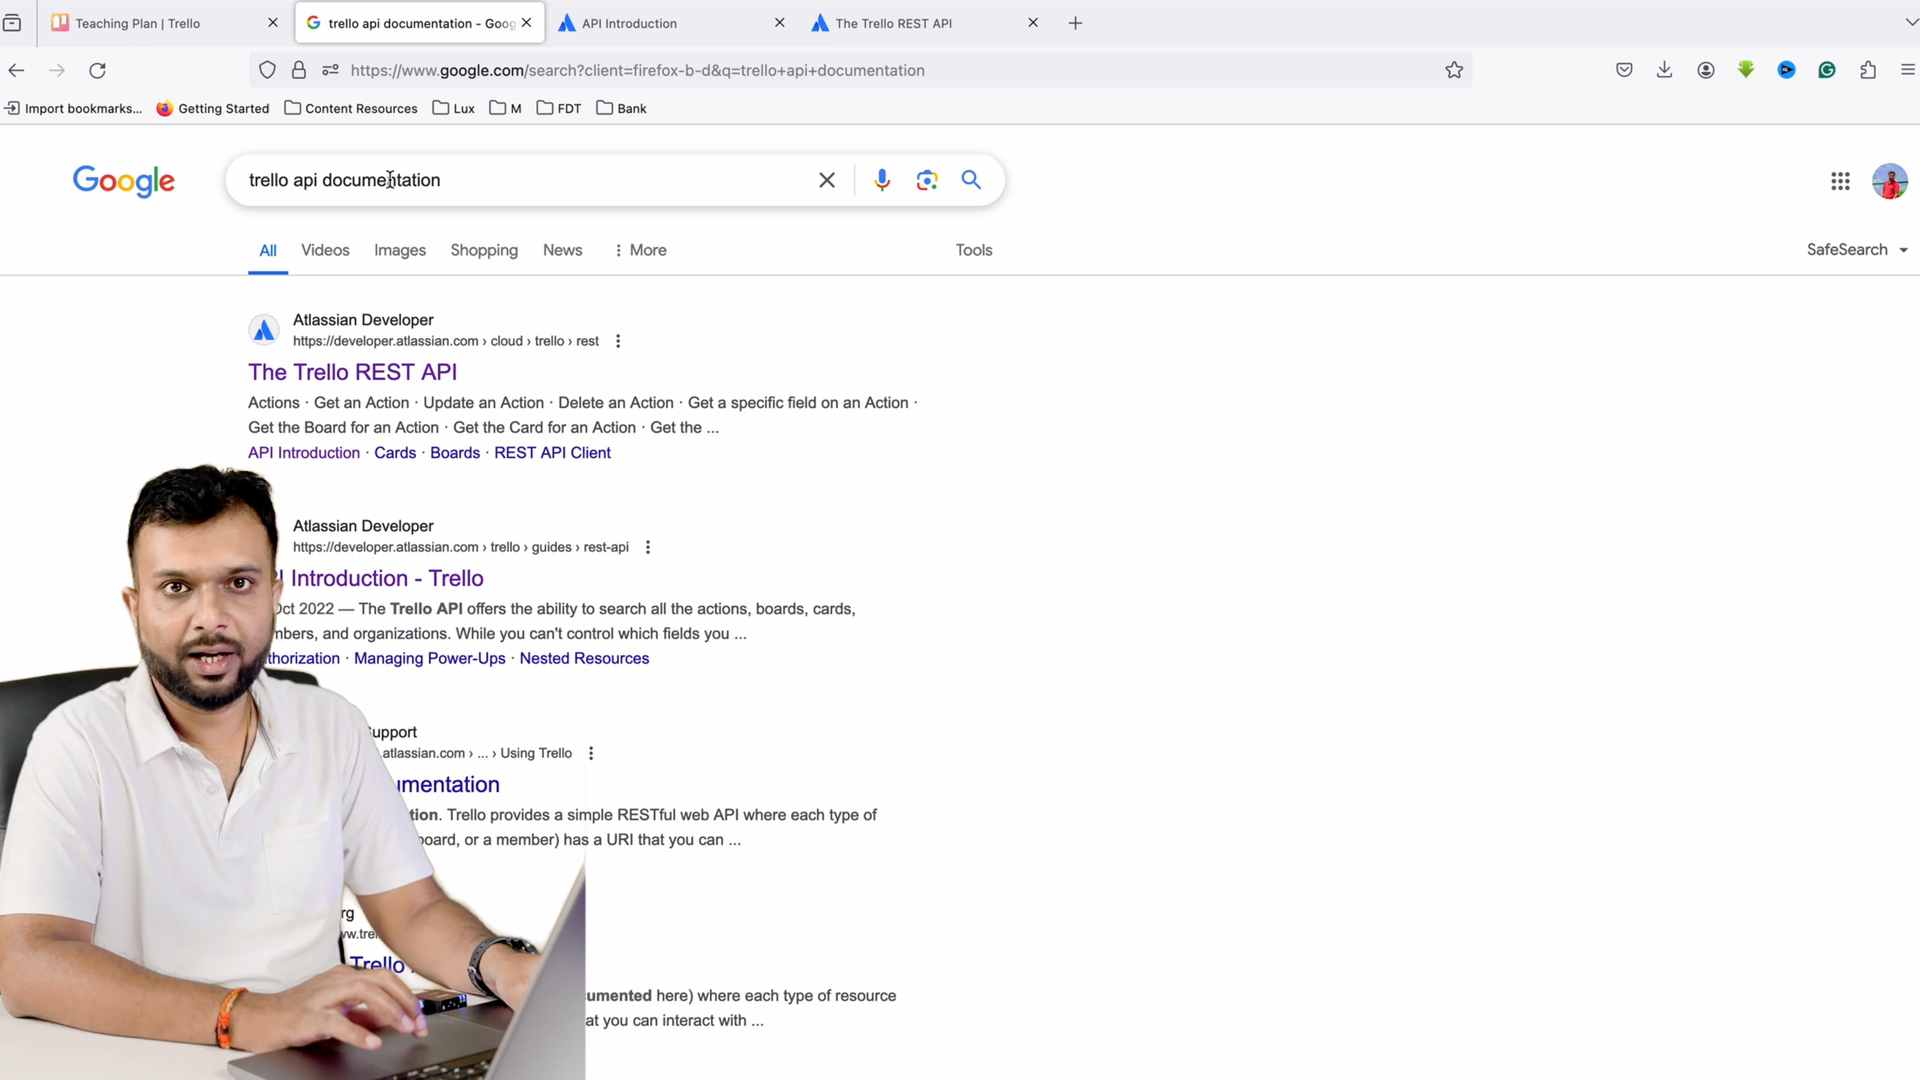 Teaching Plan | Trello
trello api documentation - Goog
API Introduction
The Trello REST API
https://www.google.com/search?client=firefox-b-d&q=trello+api+documentation
Import bookmarks... Getting Started Content Resources Lux M FDT Bank
Google
trello api documentation
All Videos Images Shopping News More Tools SafeSearch
Atlassian Developer
https://developer.atlassian.com › cloud › trello › rest
The Trello REST API
Actions · Get an Action · Update an Action · Delete an Action · Get a specific field on an Action ·
Get the Board for an Action · Get the Card for an Action · Get the ...
API Introduction · Cards · Boards · REST API Client
Atlassian Developer
https://developer.atlassian.com › trello › guides › rest-api
Introduction - Trello
Oct 2022 — The Trello API offers the ability to search all the actions, boards, cards,
mbers, and organizations. While you can't control which fields you ...
thorization · Managing Power-Ups · Nested Resources
upport
.atlassian.com › ... › Using Trello
umentation
tion. Trello provides a simple RESTful web API where each type of
board, or a member) has a URI that you can ...
rg
Trello
cumented here) where each type of resource
at you can interact with ...